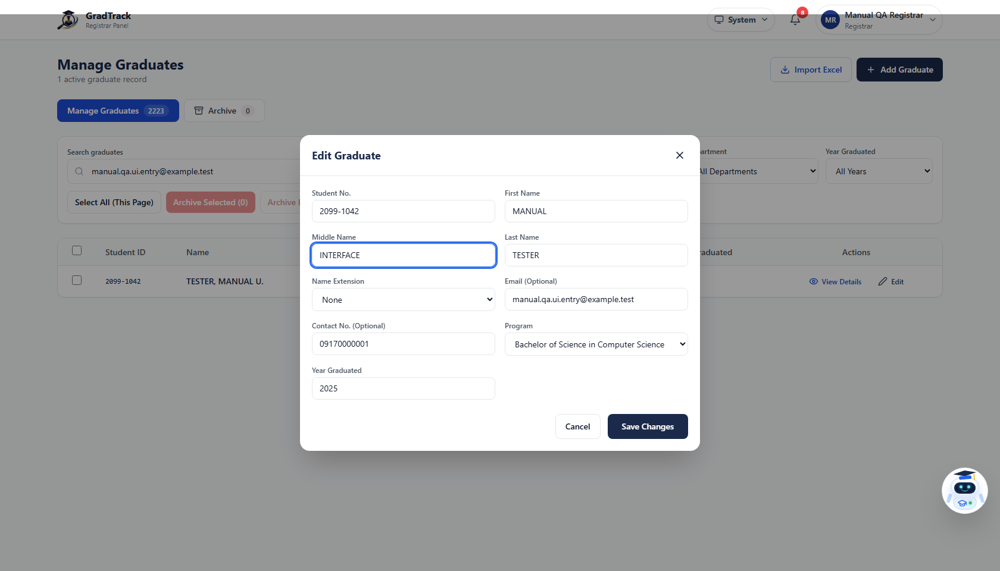 GradTrack
Registrar Panel
System
8
MR
Manual QA Registrar
Registrar
Manage Graduates
1 active graduate record
Import Excel
Add Graduate
Manage Graduates 2223
Archive 0
Search graduates
manual.qa.ui.entry@example.test
Select All (This Page)
Archive Selected (0)
Archive
artment
All Departments
Year Graduated
All Years
Student ID
Name
raduated
Actions
2099-1042
TESTER, MANUAL U.
View Details
Edit
Edit Graduate
Student No.
2099-1042
First Name
MANUAL
Middle Name
INTERFACE
Last Name
TESTER
Name Extension
None
Email (Optional)
manual.qa.ui.entry@example.test
Contact No. (Optional)
09170000001
Program
Bachelor of Science in Computer Science
Year Graduated
2025
Cancel
Save Changes